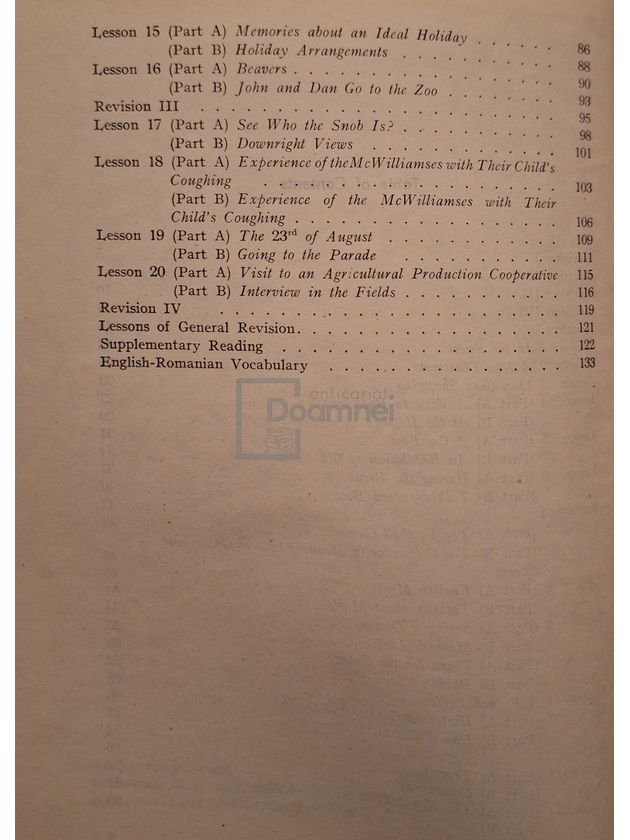 Lesson 15 (Part A) Memories about an Ideal Holiday . . . . . 86
(Part B) Holiday Arrangements . . . . . . . . 88
Lesson 16 (Part A) Beavers . . . . . . . . . . . . . . 90
(Part B) John and Dan Go to the Zoo . . . . . . 93
Revision III . . . . . . . . . . . . . . . . . . . 95
Lesson 17 (Part A) See Who the Snob Is? . . . . . . . . 98
(Part B) Downright Views . . . . . . . . . . 101
Lesson 18 (Part A) Experience of the McWilliamses with Their Child's
Coughing . . . . . . . . . . . . . . . . 103
(Part B) Experience of the McWilliamses with Their
Child's Coughing . . . . . . . . . . . . . . 106
Lesson 19 (Part A) The 23rd of August . . . . . . . . . . 109
(Part B) Going to the Parade . . . . . . . . . 111
Lesson 20 (Part A) Visit to an Agricultural Production Cooperative 115
(Part B) Interview in the Fields . . . . . . . . . 116
Revision IV . . . . . . . . . . . . . . . . . . 119
Lessons of General Revision. . . . . . . . . . . . . . 121
Supplementary Reading . . . . . . . . . . . . . . . 122
English-Romanian Vocabulary . . . . . . . . . . . . 133
anticariat
Doamnei